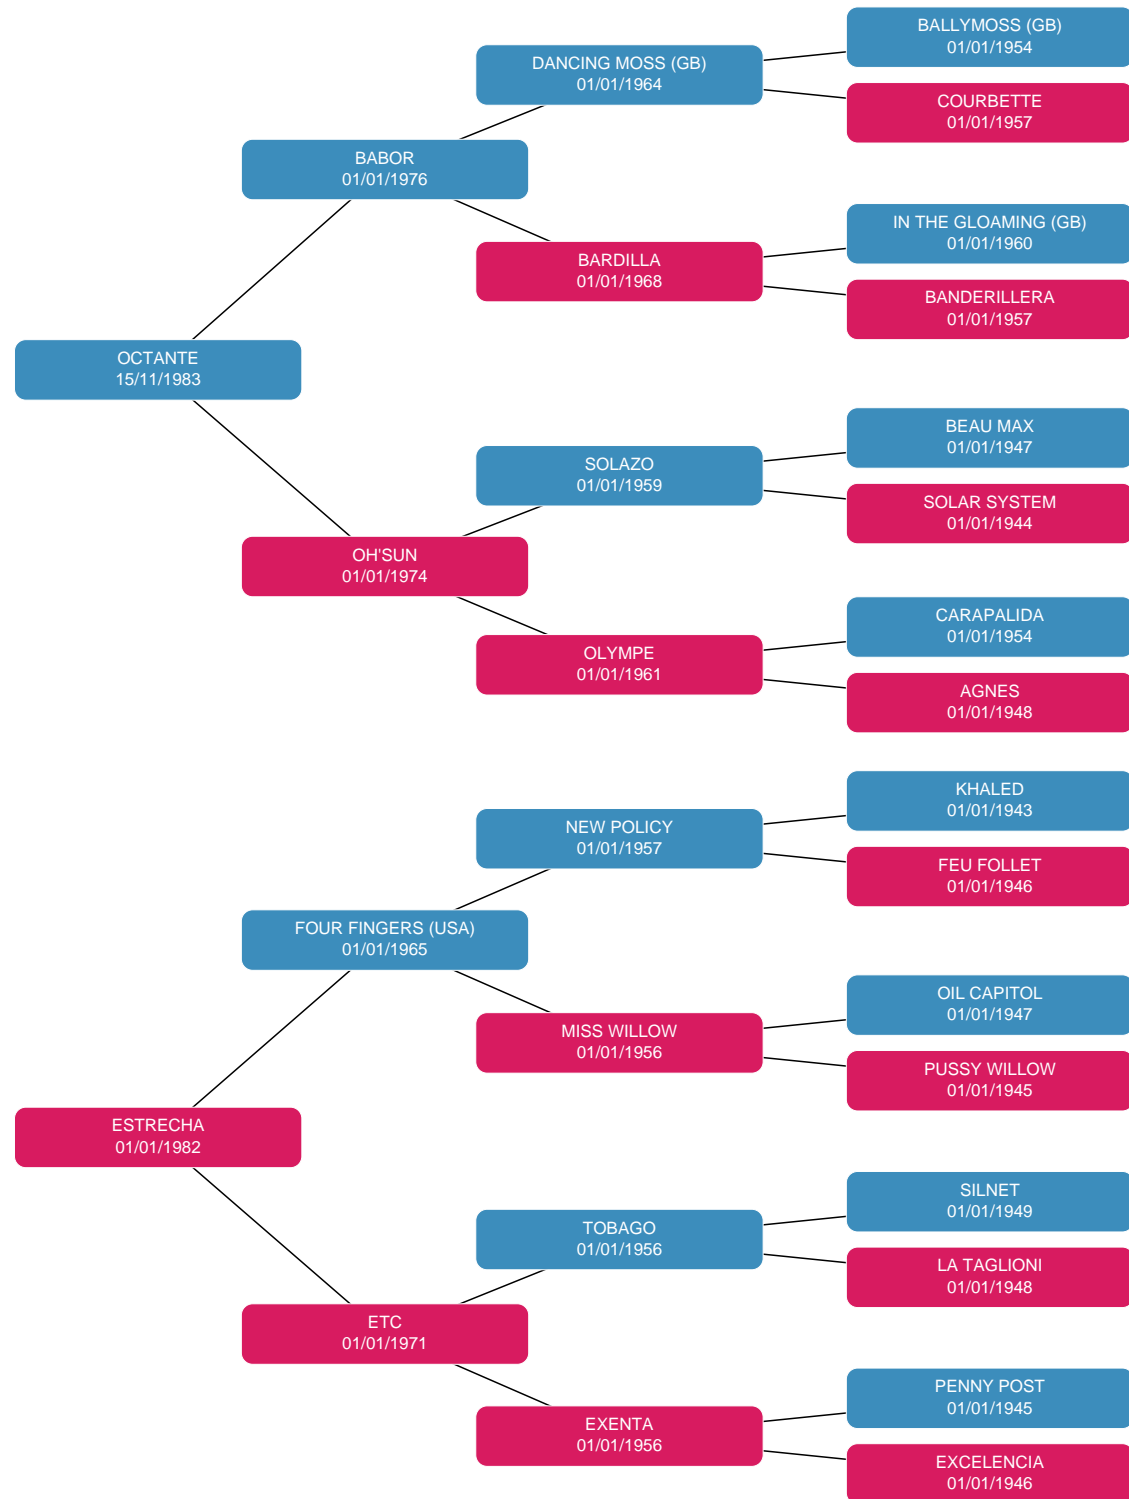 BALLYMOSS (GB)
01/01/1954
DANCING MOSS (GB)
01/01/1964
COURBETTE
01/01/1957
BABOR
01/01/1976
IN THE GLOAMING (GB)
01/01/1960
BARDILLA
01/01/1968
BANDERILLERA
01/01/1957
OCTANTE
15/11/1983
BEAU MAX
01/01/1947
SOLAZO
01/01/1959
SOLAR SYSTEM
01/01/1944
OH'SUN
01/01/1974
CARAPALIDA
01/01/1954
OLYMPE
01/01/1961
AGNES
01/01/1948
KHALED
01/01/1943
NEW POLICY
01/01/1957
FEU FOLLET
01/01/1946
FOUR FINGERS (USA)
01/01/1965
OIL CAPITOL
01/01/1947
MISS WILLOW
01/01/1956
PUSSY WILLOW
01/01/1945
ESTRECHA
01/01/1982
SILNET
01/01/1949
TOBAGO
01/01/1956
LA TAGLIONI
01/01/1948
ETC
01/01/1971
PENNY POST
01/01/1945
EXENTA
01/01/1956
EXCELENCIA
01/01/1946